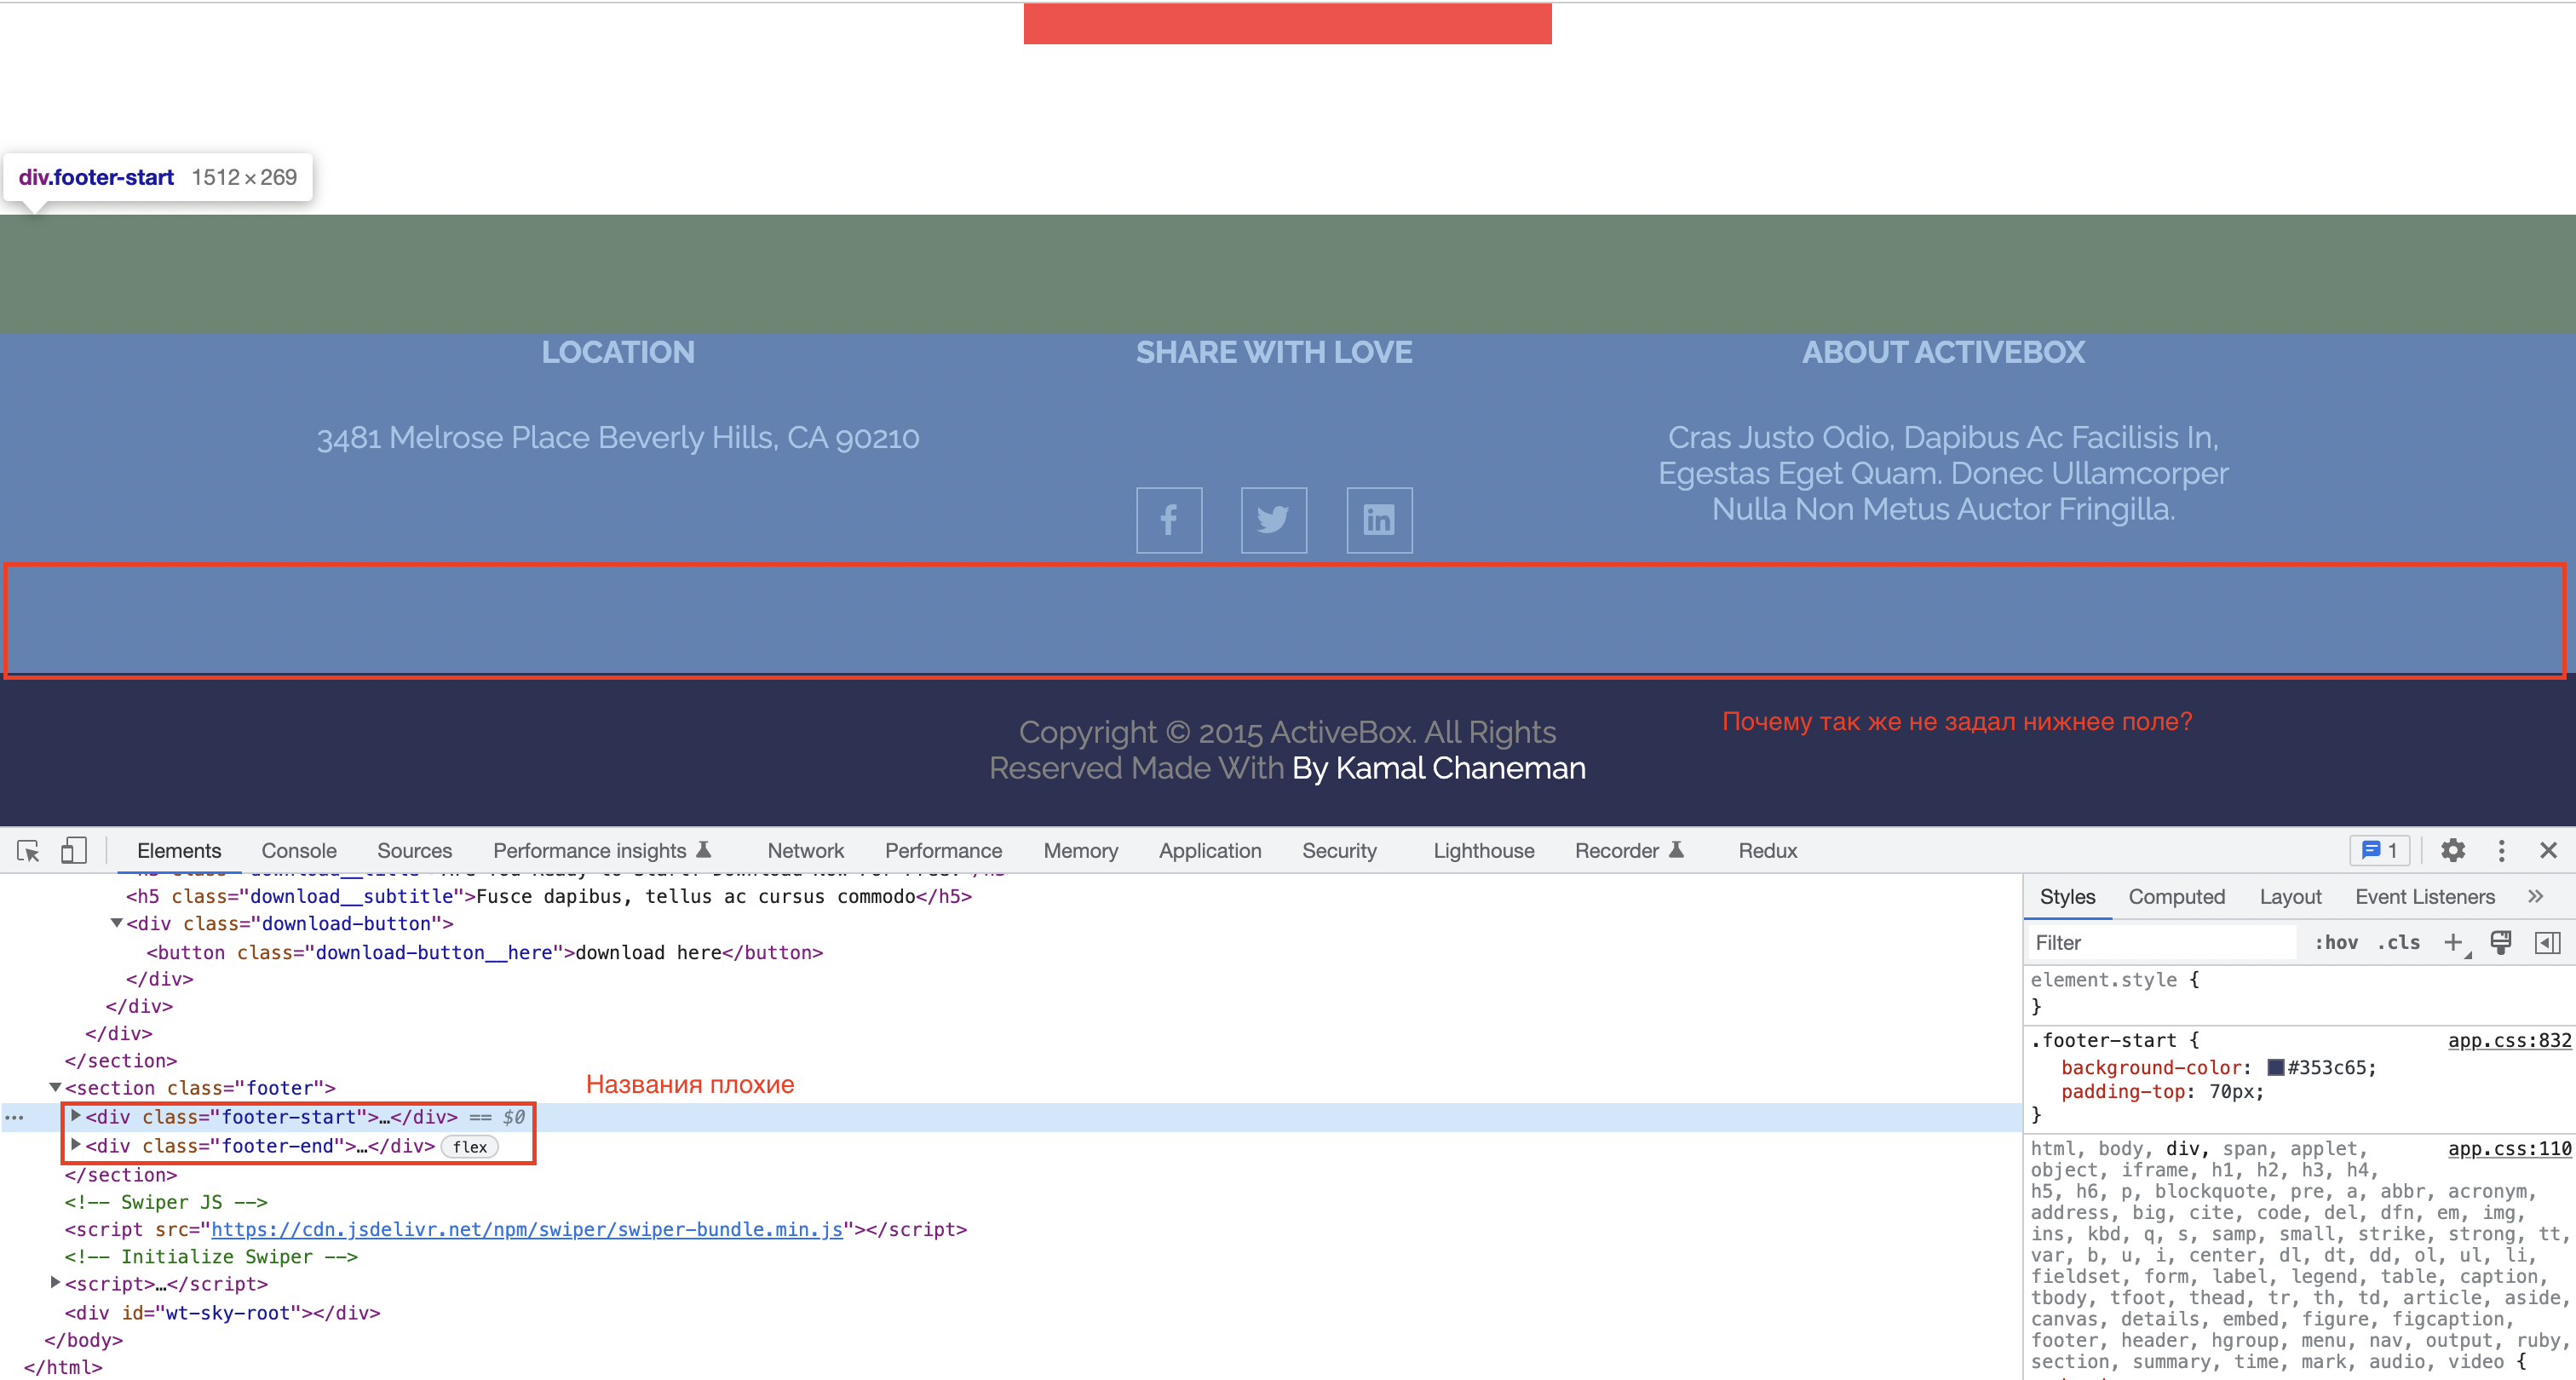 div.footer-start 1512 × 269
LOCATION
SHARE WITH LOVE
ABOUT ACTIVEBOX
3481 Melrose Place Beverly Hills, CA 90210
Cras Justo Odio, Dapibus Ac Facilisis In,
Egestas Eget Quam. Donec Ullamcorper
Nulla Non Metus Auctor Fringilla.
Copyright © 2015 ActiveBox. All Rights
Reserved Made With By Kamal Chaneman
Почему так же не задал нижнее поле?
Elements Console Sources Performance insights Network Performance Memory Application Security Lighthouse Recorder Redux 1
<h5 class="download__subtitle">Fusce dapibus, tellus ac cursus commodo</h5>
<div class="download-button">
<button class="download-button__here">download here</button>
</div>
</div>
</div>
</section>
<section class="footer">
Названия плохие
<div class="footer-start">…</div> == $0
<div class="footer-end">…</div> flex
</section>
<!-- Swiper JS -->
<script src="https://cdn.jsdelivr.net/npm/swiper/swiper-bundle.min.js"></script>
<!-- Initialize Swiper -->
<script>…</script>
<div id="wt-sky-root"></div>
</body>
</html>
Styles Computed Layout Event Listeners »
Filter :hov .cls +
element.style {
}
.footer-start { app.css:832
background-color: #353c65;
padding-top: 70px;
}
html, body, div, span, applet, app.css:110
object, iframe, h1, h2, h3, h4,
h5, h6, p, blockquote, pre, a, abbr, acronym,
address, big, cite, code, del, dfn, em, img,
ins, kbd, q, s, samp, small, strike, strong, tt,
var, b, u, i, center, dl, dt, dd, ol, ul, li,
fieldset, form, label, legend, table, caption,
tbody, tfoot, thead, tr, th, td, article, aside,
canvas, details, embed, figure, figcaption,
footer, header, hgroup, menu, nav, output, ruby,
section, summary, time, mark, audio, video {